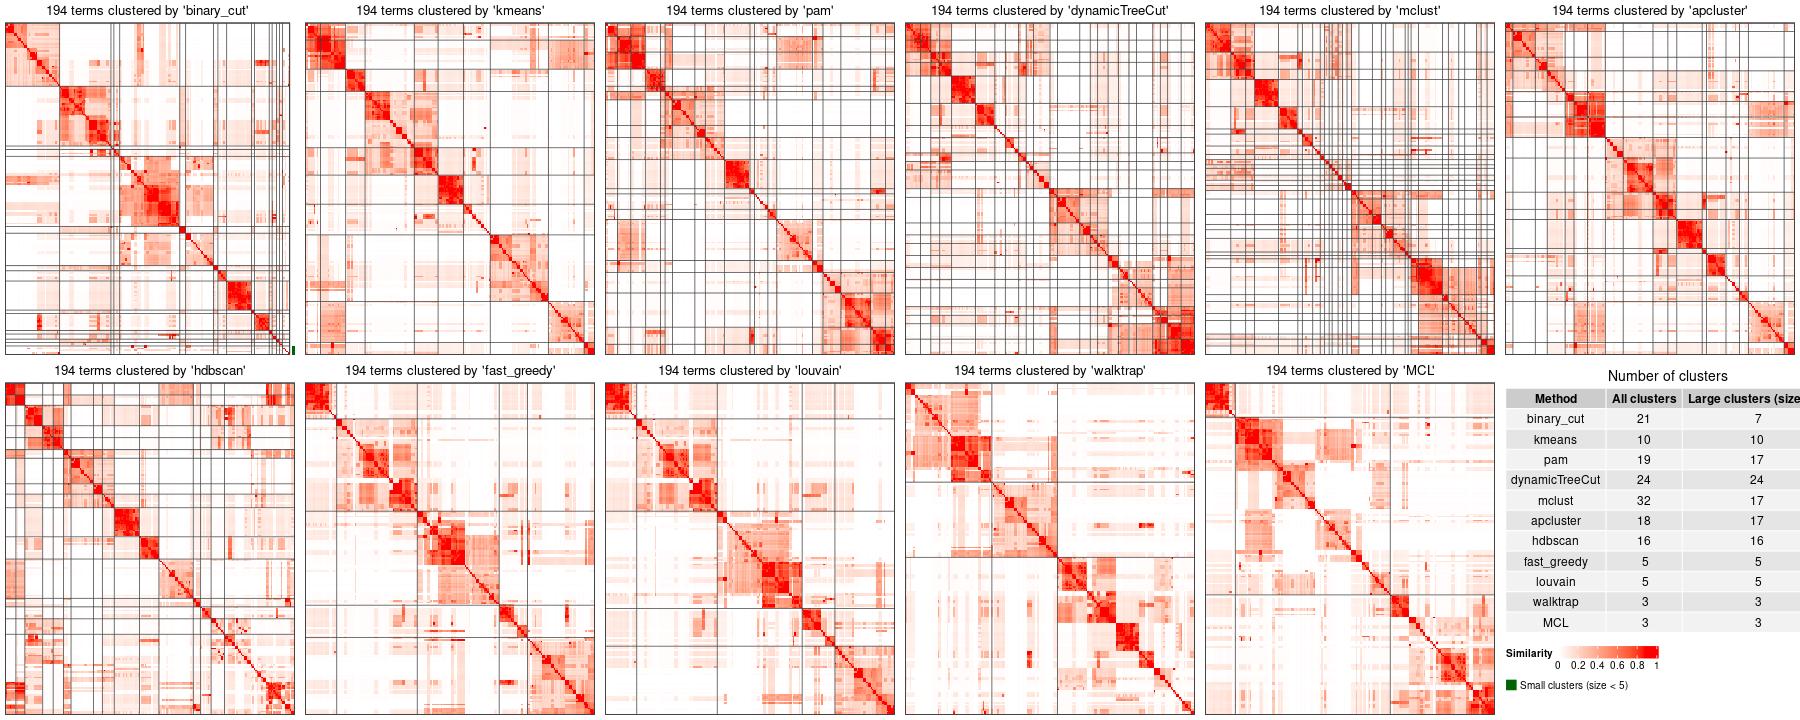 194 terms clustered by 'binary_cut'
194 terms clustered by 'kmeans'
194 terms clustered by 'pam'
194 terms clustered by 'dynamicTreeCut'
194 terms clustered by 'mclust'
194 terms clustered by 'apcluster'
194 terms clustered by 'hdbscan'
194 terms clustered by 'fast_greedy'
194 terms clustered by 'louvain'
194 terms clustered by 'walktrap'
194 terms clustered by 'MCL'
Number of clusters
Method All clusters Large clusters (size
binary_cut 21 7
kmeans 10 10
pam 19 17
dynamicTreeCut 24 24
mclust 32 17
apcluster 18 17
hdbscan 16 16
fast_greedy 5 5
louvain 5 5
walktrap 3 3
MCL 3 3
Similarity
0 0.2 0.4 0.6 0.8 1
Small clusters (size < 5)